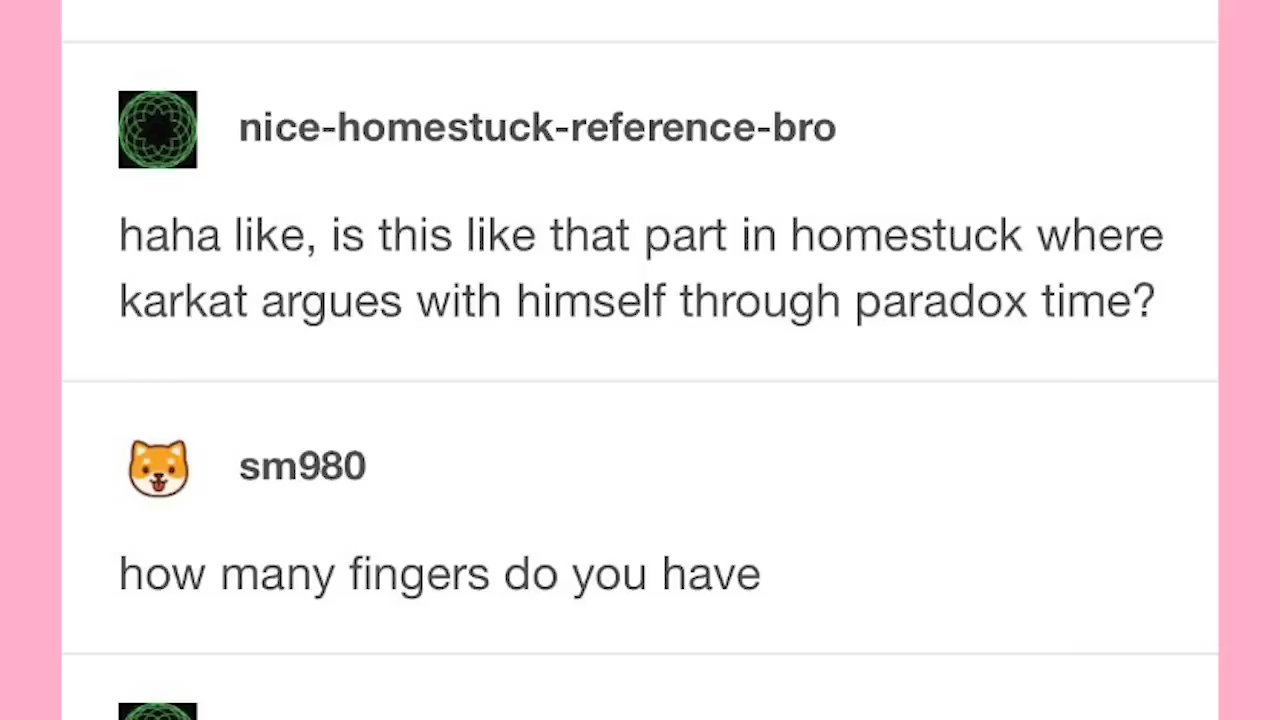 nice-homestuck-reference-bro
haha like, is this like that part in homestuck where
karkat argues with himself through paradox time?
sm980
how many fingers do you have